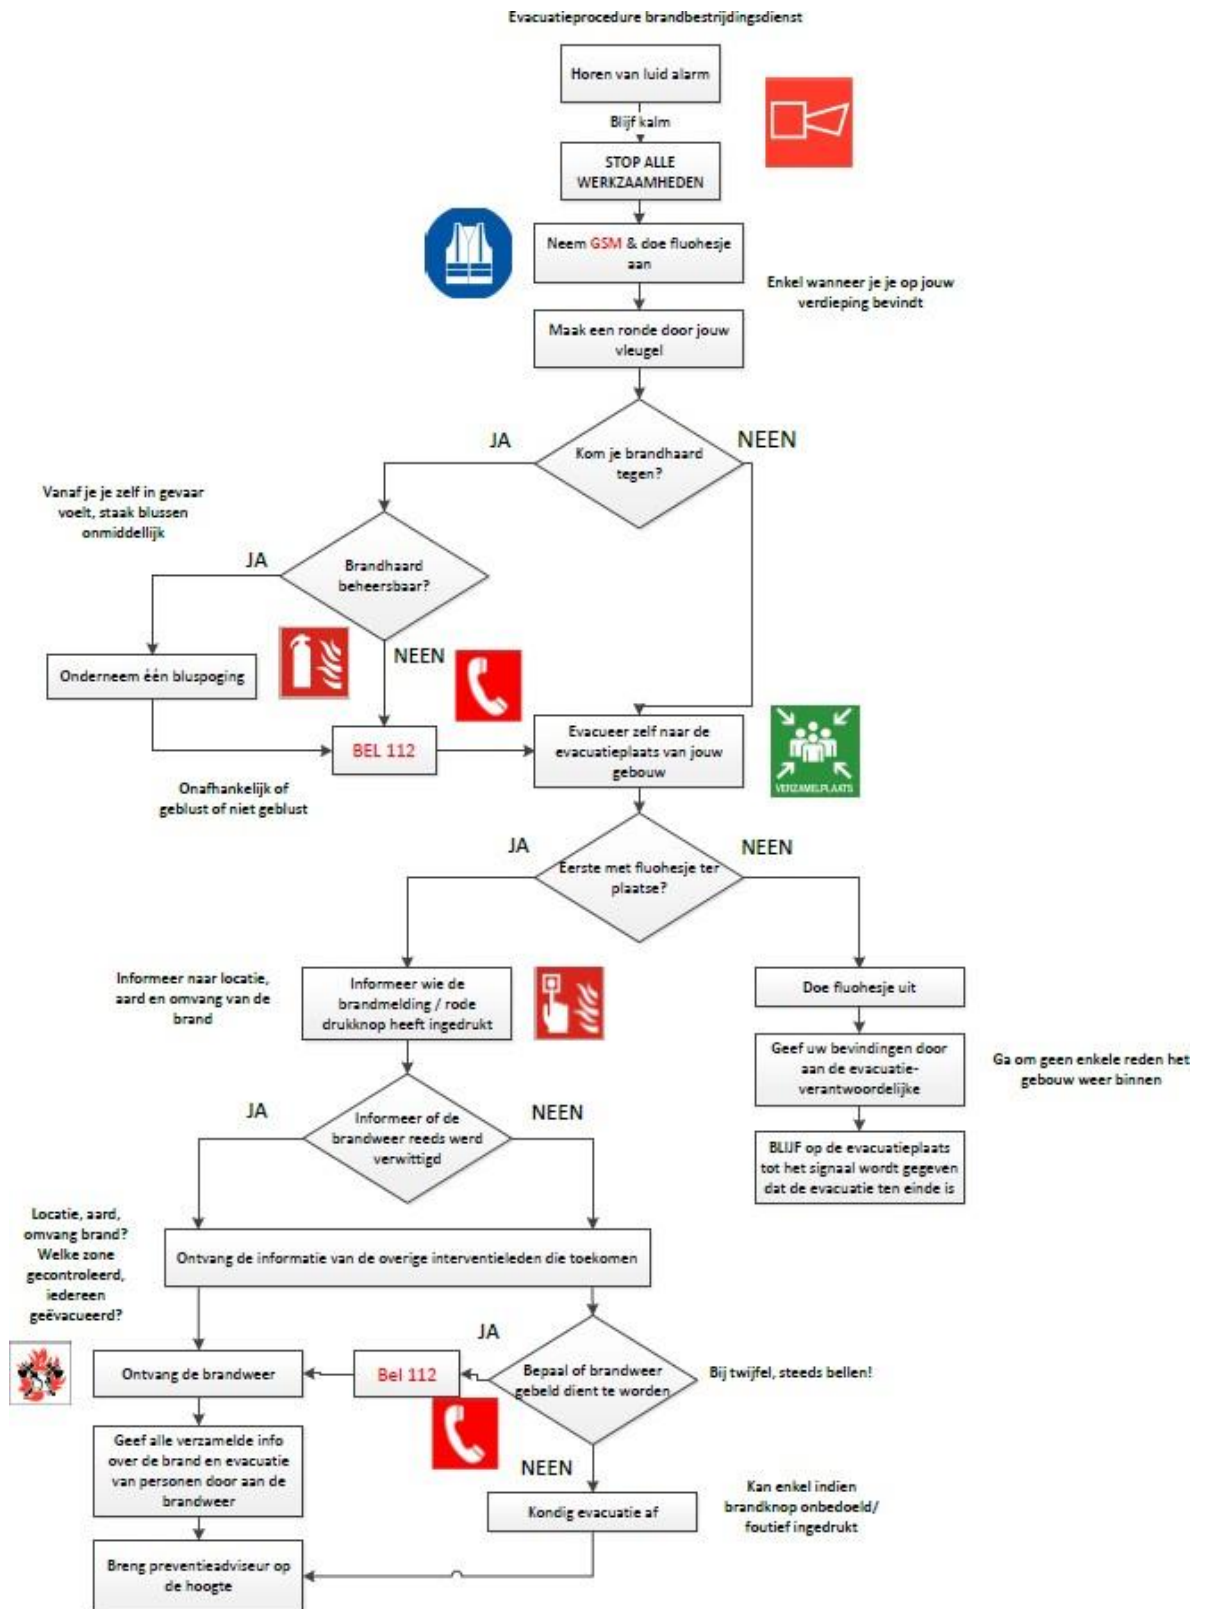 Evacuatieprocedure brandbestrijdingsdienst
Horen van luid alarm
Blijf kalm
STOP ALLE
WERKZAAMHEDEN
Neem GSM & doe fluohesje
aan
Enkel wanneer je je op jouw
verdieping bevindt
Maak een ronde door jouw
vleugel
JA
NEEN
Kom je brandhaard
tegen?
Vanaf je je zelf in gevaar
voelt, staak blussen
onmiddellijk
JA
Brandhaard
beheersbaar?
NEEN
Onderneem één bluspoging
BEL 112
Evacueer zelf naar de
evacuatieplaats van jouw
gebouw
VERZAMELPLAATS
Onafhankelijk of
geblust of niet geblust
JA
NEEN
Eerste met fluohesje ter
plaatse?
Informeer naar locatie,
aard en omvang van de
brand
Informeer wie de
brandmelding / rode
drukknop heeft ingedrukt
Doe fluohesje uit
Geef uw bevindingen door
aan de evacuatie-
verantwoordelijke
Ga om geen enkele reden het
gebouw weer binnen
JA
NEEN
Informeer of de
brandweer reeds werd
verwittigd
BLIJF op de evacuatieplaats
tot het signaal wordt gegeven
dat de evacuatie ten einde is
Locatie, aard,
omvang brand?
Welke zone
gecontroleerd,
iedereen
geëvacueerd?
Ontvang de informatie van de overige interventieleden die toekomen
JA
Ontvang de brandweer
Bel 112
Bepaal of brandweer
gebeld dient te worden
Bij twijfel, steeds bellen!
Geef alle verzamelde info
over de brand en evacuatie
van personen door aan de
brandweer
NEEN
Kondig evacuatie af
Kan enkel indien
brandknop onbedoeld/
foutief ingedrukt
Breng preventieadviseur op
de hoogte